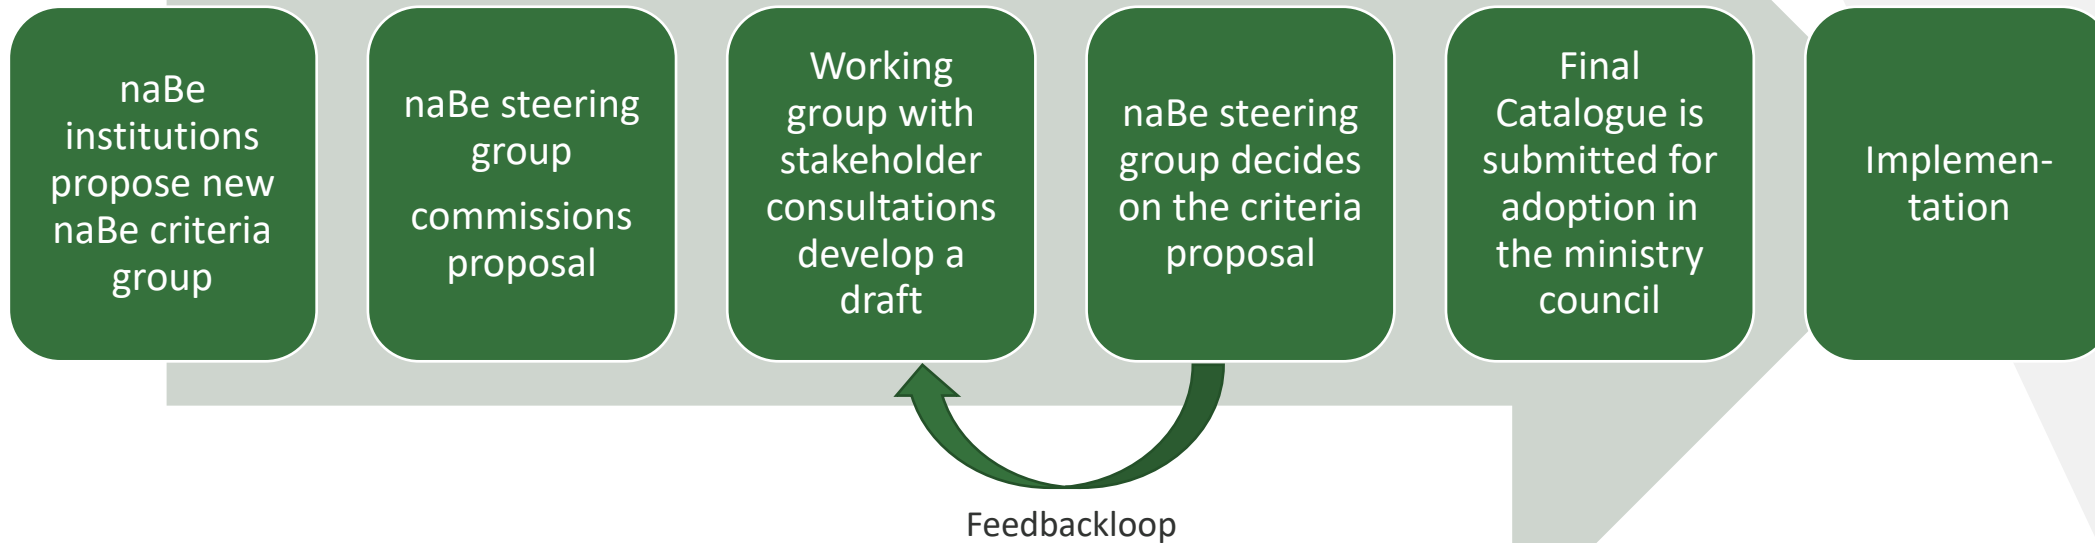 naBe
institutions
propose new
naBe criteria
group
naBe steering
group
commissions
proposal
Working
group with
stakeholder
consultations
develop a
draft
naBe steering
group decides
on the criteria
proposal
Final
Catalogue is
submitted for
adoption in
the ministry
council
Implemen-
tation
Feedbackloop